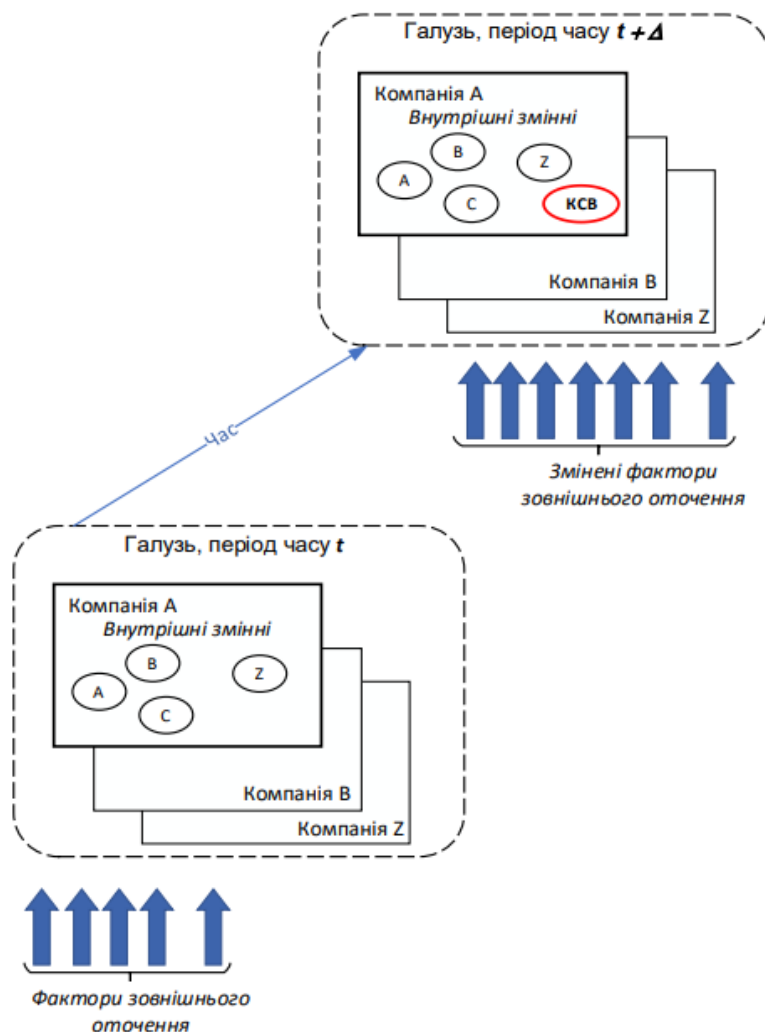 Галузь, період часу t + Δ
Компанія А
Внутрішні змінні
B
Z
A
C
КСВ
Компанія В
Компанія Z
Час
Змінені фактори
зовнішнього оточення
Галузь, період часу t
Компанія А
Внутрішні змінні
B
Z
A
C
Компанія В
Компанія Z
Фактори зовнішнього
оточення